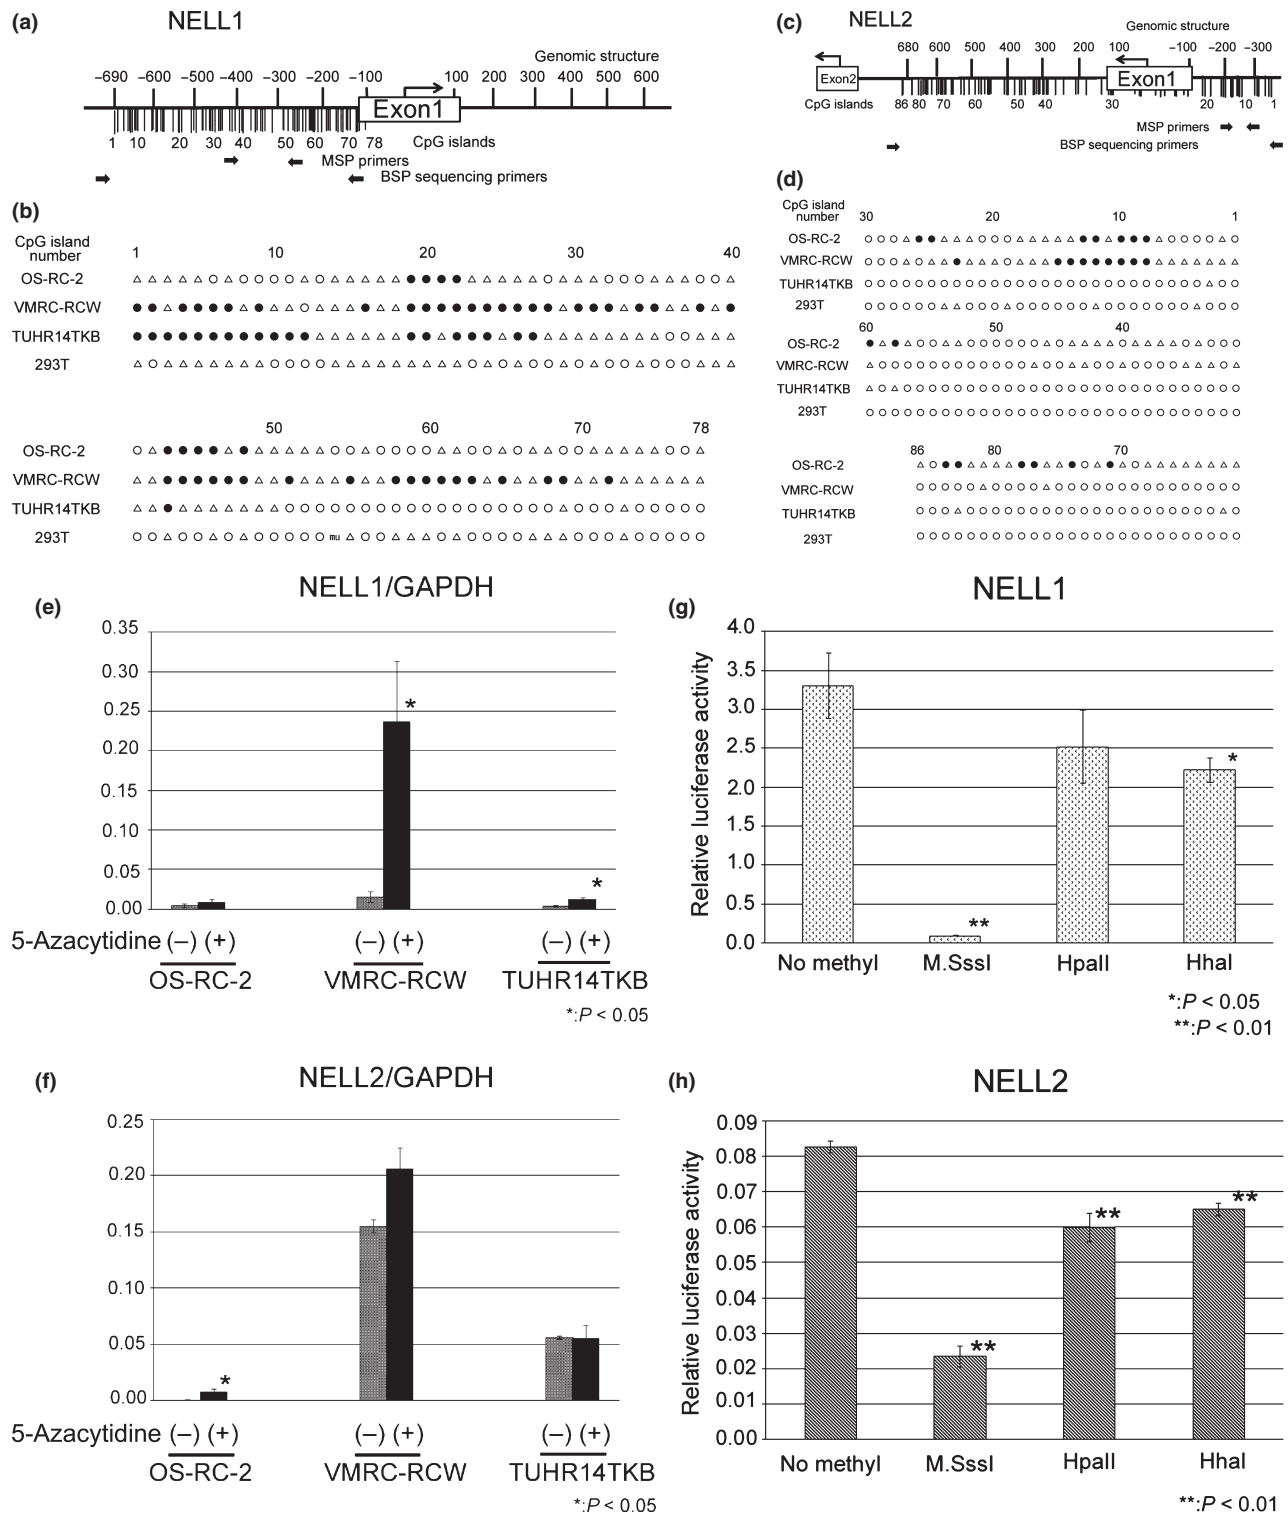 (a) NELL1
Genomic structure
−690 −600 −400 −300 −200 −100 100 200 300 400 500 600
Exon1
1 10 20 30 40 50 60 70 78 CpG islands
MSP primers
BSP sequencing primers
(b)
CpG island
number
1 10 20 30 40
OS-RC-2
VMRC-RCW
TUHR14TKB
293T
50 60 70 78
OS-RC-2
VMRC-RCW
TUHR14TKB
293T mu
(c) NELL2
Genomic structure
680 600 500 400 300 200 100 −100 −200 −300
Exon2 Exon1
CpG islands 86 80 70 60 50 40 30 20 10 1
MSP primers
BSP sequencing primers
(d)
CpG island
number
30 20 10 1
OS-RC-2
VMRC-RCW
TUHR14TKB
293T
60 50 40
OS-RC-2
VMRC-RCW
TUHR14TKB
293T
86 80 70
OS-RC-2
VMRC-RCW
TUHR14TKB
293T
(e) NELL1/GAPDH
0.35
0.30
0.25
*
0.20
0.15
0.10
0.05
*
0.00
5-Azacytidine (–) (+) (–) (+) (–) (+)
OS-RC-2 VMRC-RCW TUHR14TKB
*:P < 0.05
(g) NELL1
Relative luciferase activity
4.0
3.5
3.0
2.5
*
2.0
1.5
1.0
0.5
**
0.0
No methyl M.SssI HpaII HhaI
*:P < 0.05
**:P < 0.01
(f) NELL2/GAPDH
0.25
0.20
0.15
0.10
0.05
*
0.00
5-Azacytidine (–) (+) (–) (+) (–) (+)
OS-RC-2 VMRC-RCW TUHR14TKB
*:P < 0.05
(h) NELL2
Relative luciferase activity
0.09
0.08
0.07
** **
0.06
0.05
0.04
0.03
**
0.02
0.01
0.00
No methyl M.SssI HpaII HhaI
**:P < 0.01